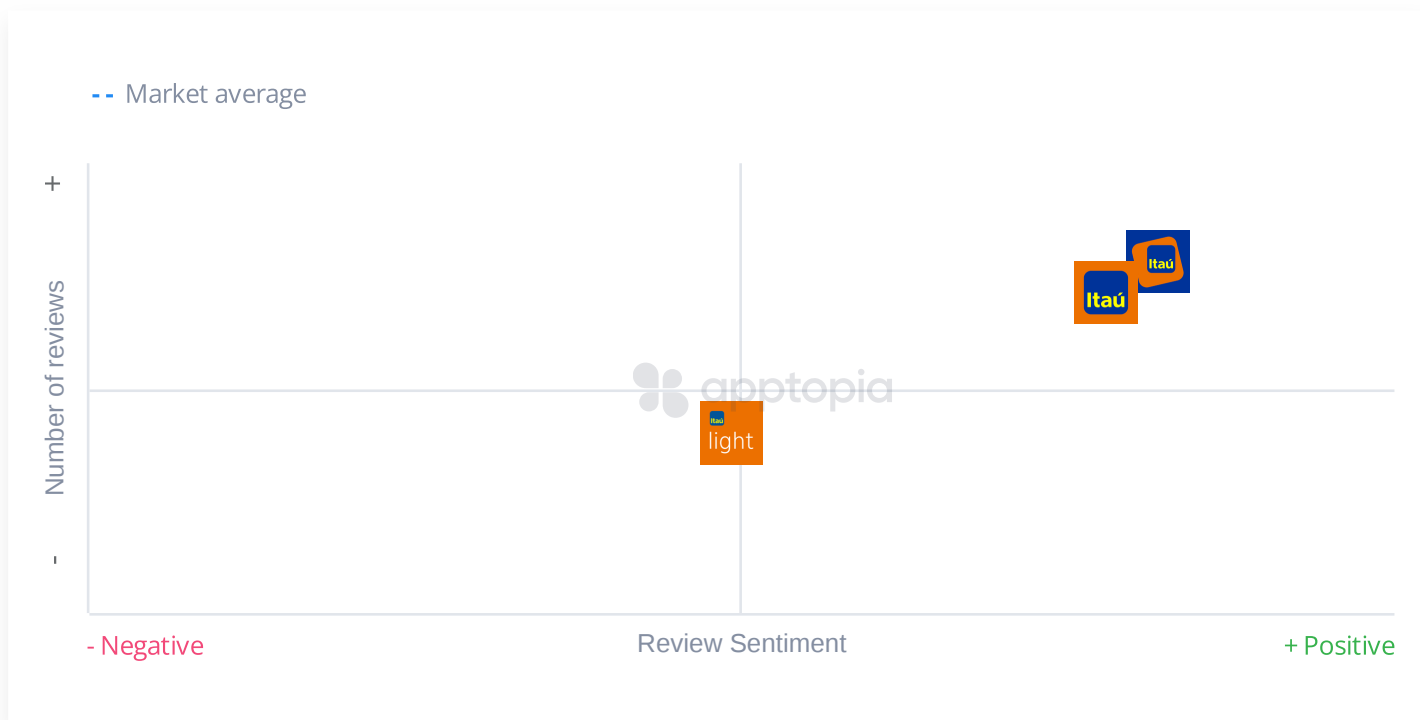 -- Market average
+
Number of reviews
-
Itaú
Itaú
apptopia
Itaú
light
- Negative
Review Sentiment
+ Positive